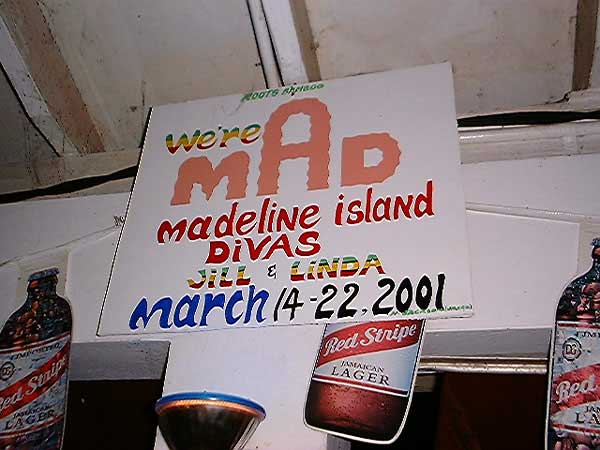 ROOTS
We're
MAD
madeline island
DiVAS
JiLL & LiNDA
March 14-22, 2001
Red Stripe
JAMAICAN
LAGER
Red Stripe
LAGER
DG
Red